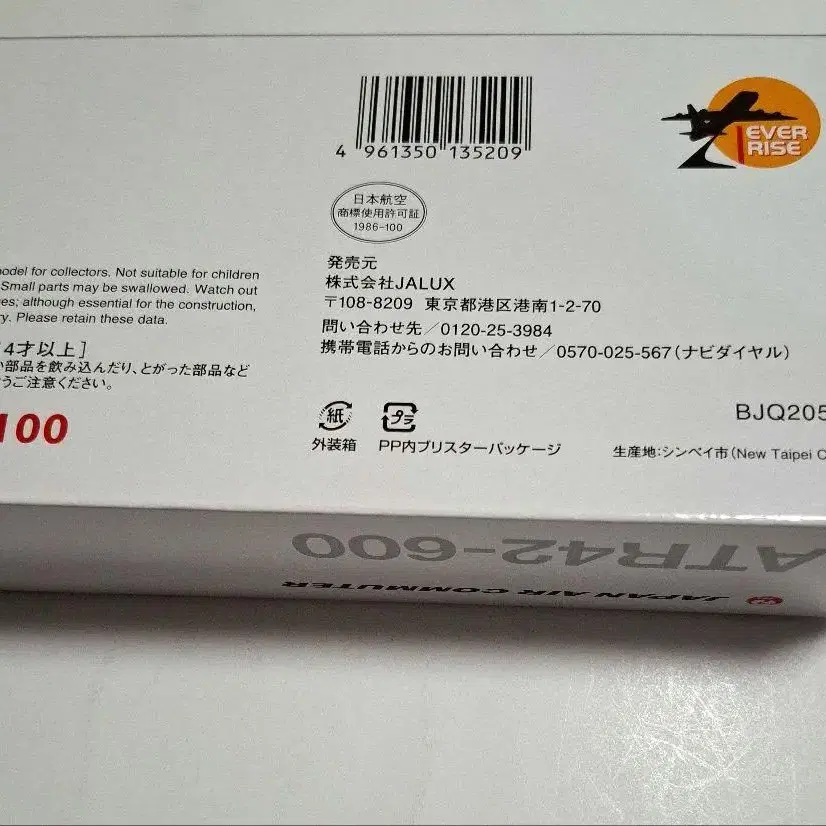 4 961350 135209
EVER
RISE
日本航空
商標使用許可証
1986-100
model for collectors. Not suitable for children
Small parts may be swallowed. Watch out
es; although essential for the construction,
ry. Please retain these data.
14才以上]
い部品を飲み込んだり、とがった部品など
うご注意ください。
100
発売元
株式会社JALUX
〒108-8209 東京都港区港南1-2-70
問い合わせ先/0120-25-3984
携帯電話からのお問い合わせ/0570-025-567(ナビダイヤル)
紙
外装箱
プラ
PP内ブリスターパッケージ
BJQ205
生産地:シンベイ市(New Taipei C
ATR42-600
JAPAN AIR COMMUTER